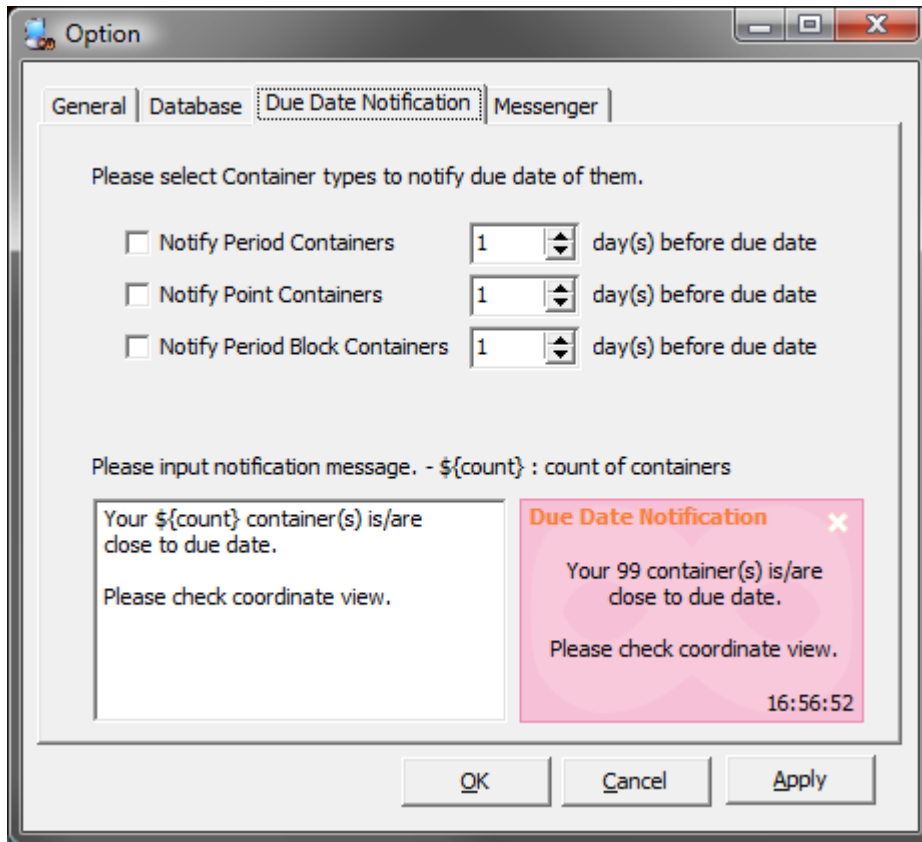 Option
General Database Due Date Notification Messenger
Please select Container types to notify due date of them.
Notify Period Containers 1 day(s) before due date
Notify Point Containers 1 day(s) before due date
Notify Period Block Containers 1 day(s) before due date
Please input notification message. - ${count} : count of containers
Your ${count} container(s) is/are
close to due date.
Please check coordinate view.
Due Date Notification
Your 99 container(s) is/are
close to due date.
Please check coordinate view.
16:56:52
OK Cancel Apply